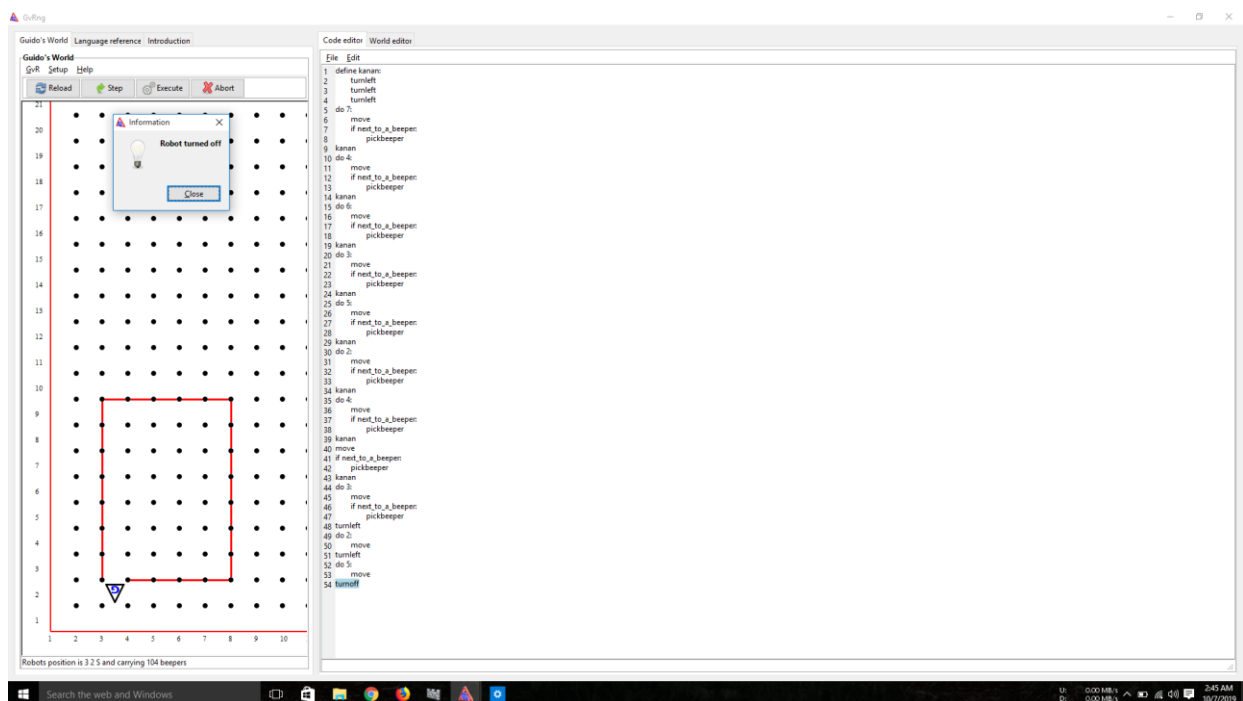 GvRng
Guido's World Language reference Introduction
Guido's World
GvR Setup Help
Reload Step Execute Abort
Information
Robot turned off
Close
21
20
19
18
17
16
15
14
13
12
11
10
9
8
7
6
5
4
3
2
1
1 2 3 4 5 6 7 8 9 10
G
Robots position is 3 2 S and carrying 104 beepers
Code editor World editor
File Edit
1 define kanan:
2 turnleft
3 turnleft
4 turnleft
5 do 7:
6 move
7 if next_to_a_beeper:
8 pickbeeper
9 kanan
10 do 4:
11 move
12 if next_to_a_beeper:
13 pickbeeper
14 kanan
15 do 6:
16 move
17 if next_to_a_beeper:
18 pickbeeper
19 kanan
20 do 3:
21 move
22 if next_to_a_beeper:
23 pickbeeper
24 kanan
25 do 5:
26 move
27 if next_to_a_beeper:
28 pickbeeper
29 kanan
30 do 2:
31 move
32 if next_to_a_beeper:
33 pickbeeper
34 kanan
35 do 4:
36 move
37 if next_to_a_beeper:
38 pickbeeper
39 kanan
40 move
41 if next_to_a_beeper:
42 pickbeeper
43 kanan
44 do 3:
45 move
46 if next_to_a_beeper:
47 pickbeeper
48 turnleft
49 do 2:
50 move
51 turnleft
52 do 5:
53 move
54 turnoff
Search the web and Windows
U: 0.00 MB/s
D: 0.00 MB/s
2:45 AM
10/7/2019